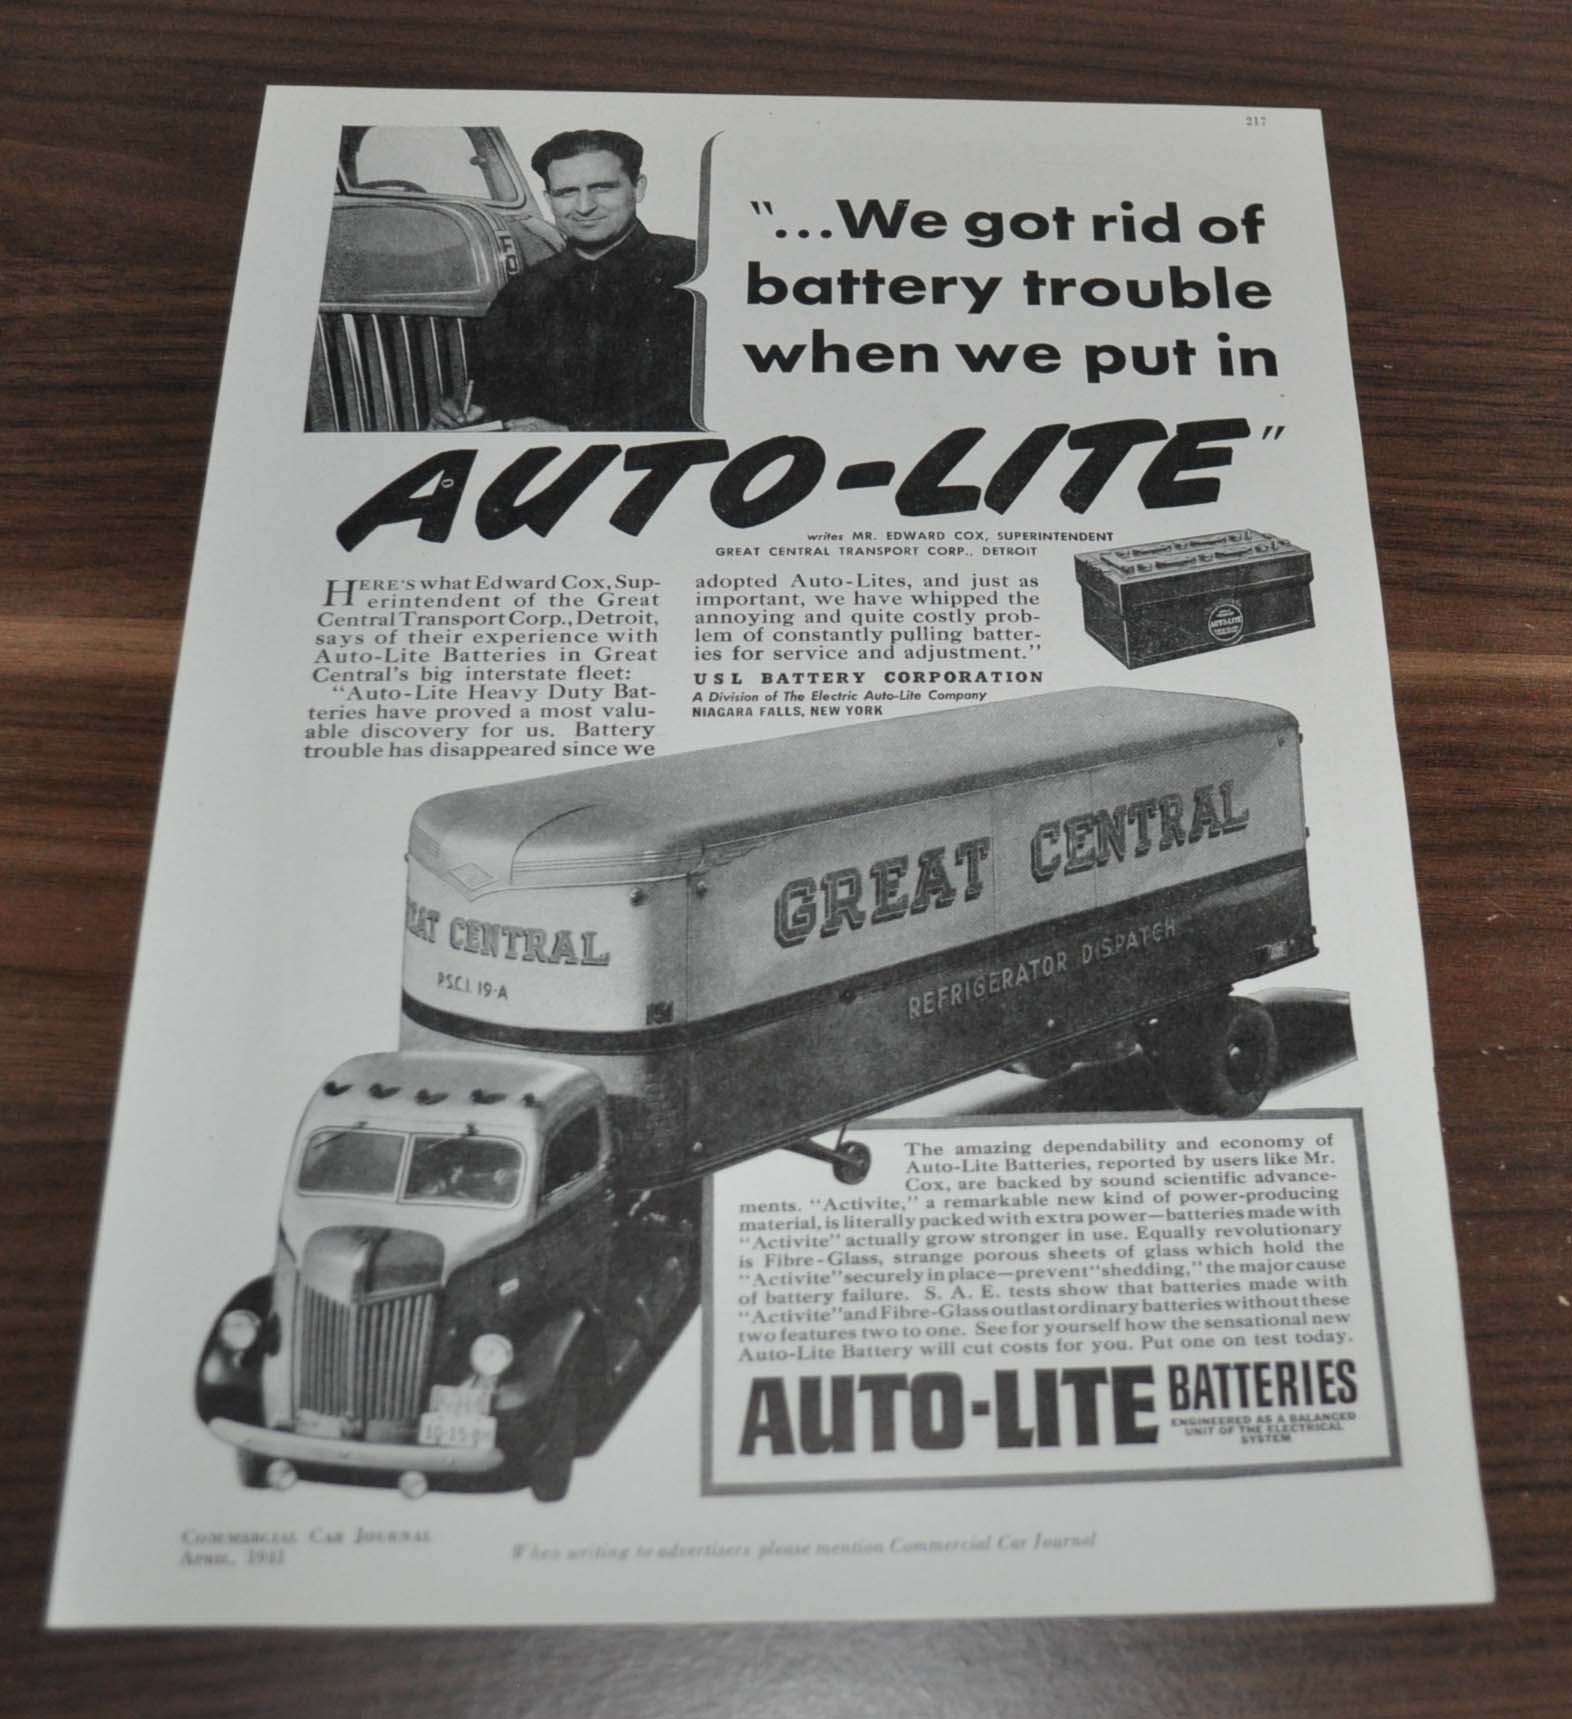 217
"...We got rid of
battery trouble
when we put in
AUTO-LITE"
writes MR. EDWARD COX, SUPERINTENDENT
GREAT CENTRAL TRANSPORT CORP., DETROIT
FO
HERE'S what Edward Cox, Sup-
erintendent of the Great
Central Transport Corp., Detroit,
says of their experience with
Auto-Lite Batteries in Great
Central's big interstate fleet:
"Auto-Lite Heavy Duty Bat-
teries have proved a most valu-
able discovery for us. Battery
trouble has disappeared since we
adopted Auto-Lites, and just as
important, we have whipped the
annoying and quite costly prob-
lem of constantly pulling batter-
ies for service and adjustment."
USL BATTERY CORPORATION
A Division of The Electric Auto-Lite Company
NIAGARA FALLS, NEW YORK
AUTO-LITE
GREAT CENTRAL
REFRIGERATOR DISPATCH
EAT CENTRAL
P.S.C.I. 19-A
151
The amazing dependability and economy of
Auto-Lite Batteries, reported by users like Mr.
Cox, are backed by sound scientific advance-
ments. "Activite," a remarkable new kind of power-producing
material, is literally packed with extra power—batteries made with
"Activite" actually grow stronger in use. Equally revolutionary
is Fibre-Glass, strange porous sheets of glass which hold the
"Activite" securely in place—prevent "shedding," the major cause
of battery failure. S. A. E. tests show that batteries made with
"Activite" and Fibre-Glass outlast ordinary batteries without these
two features two to one. See for yourself how the sensational new
Auto-Lite Battery will cut costs for you. Put one on test today.
AUTO-LITE BATTERIES
ENGINEERED AS A BALANCED
UNIT OF THE ELECTRICAL
SYSTEM
COMMERCIAL CAR JOURNAL
APRIL, 1941
When writing to advertisers please mention Commercial Car Journal